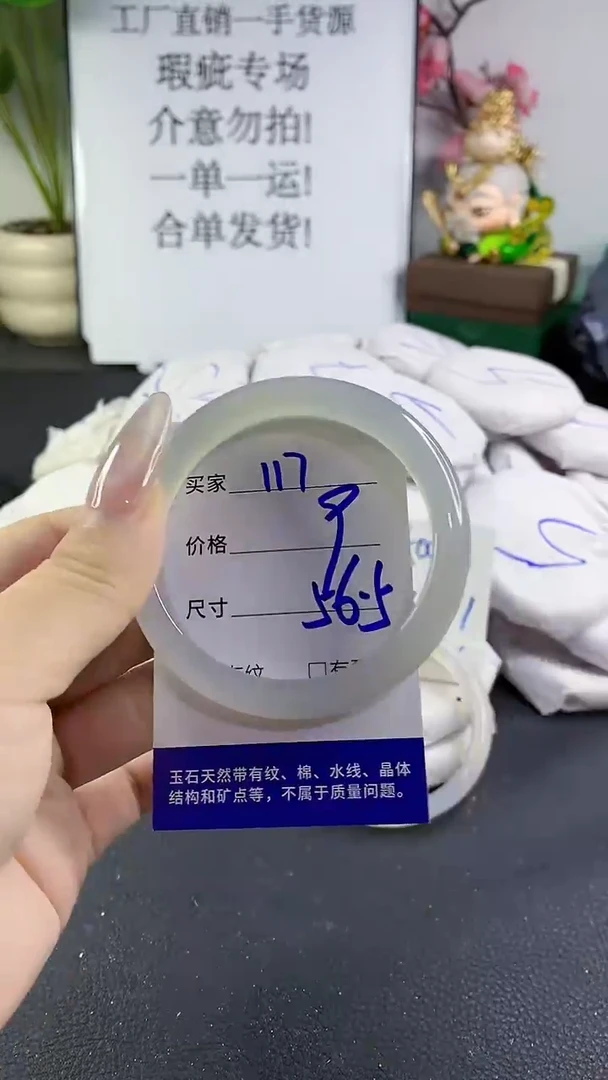 工厂直销一手货源
瑕疵专场
介意勿拍!
一单一运!
合单发货!
买家 117
价格
尺寸 56.5
玉石天然带有纹、棉、水线、晶体
结构和矿点等，不属于质量问题。